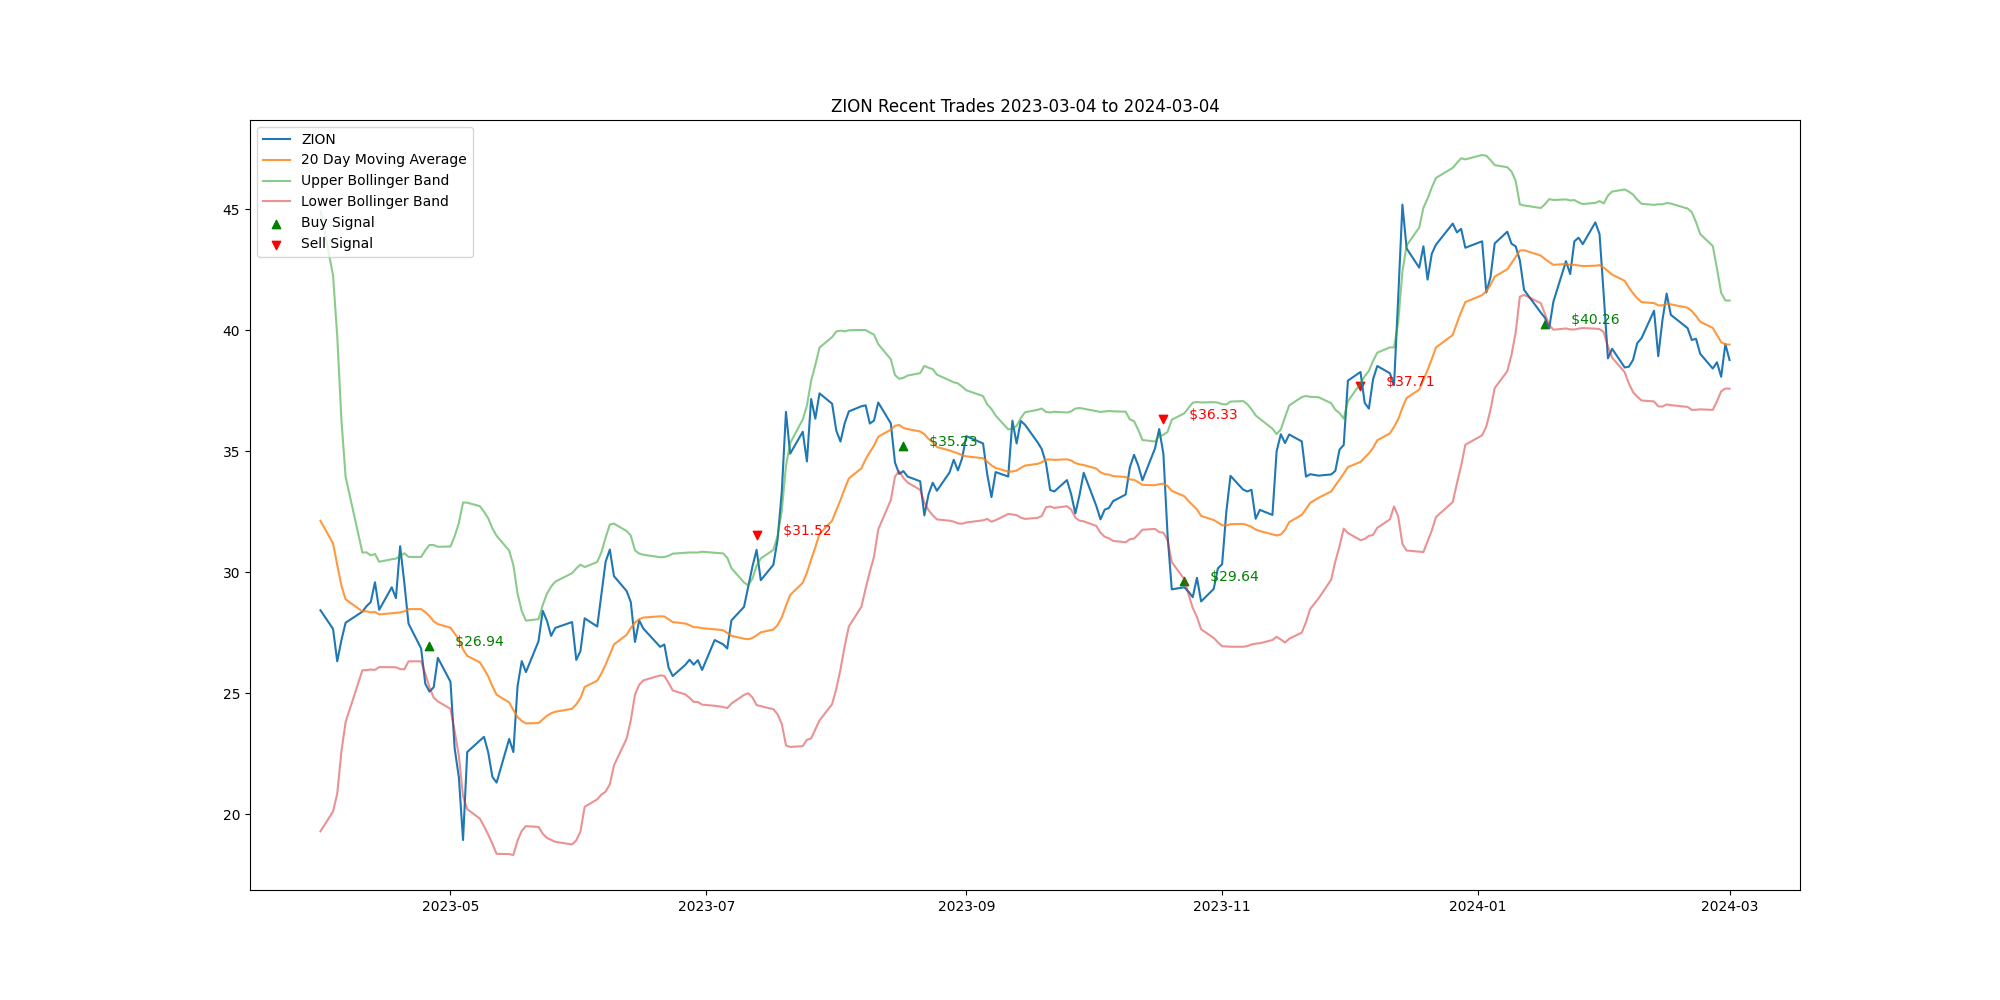 ZION Recent Trades 2023-03-04 to 2024-03-04
ZION
20 Day Moving Average
Upper Bollinger Band
Lower Bollinger Band
Buy Signal
Sell Signal
45
40
35
30
25
20
$26.94
$31.52
$35.23
$36.33
$29.64
$37.71
$40.26
2023-05
2023-07
2023-09
2023-11
2024-01
2024-03